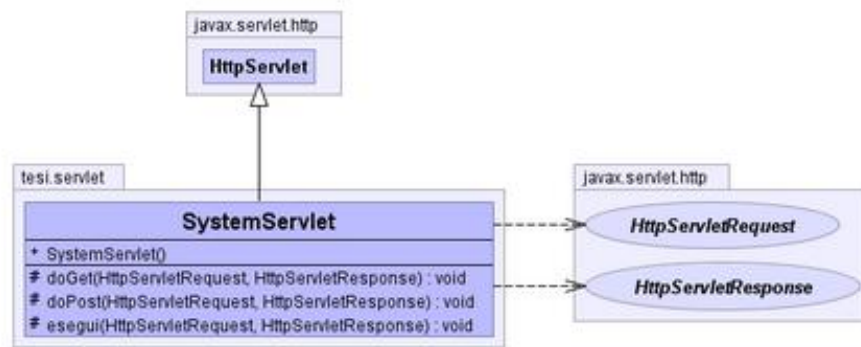 javax.servlet.http
HttpServlet
tesi.servlet
SystemServlet
* SystemServlet()
# doGet(HttpServletRequest, HttpServletResponse) : void
# doPost(HttpServletRequest, HttpServletResponse) : void
# esegui(HttpServletRequest, HttpServletResponse) : void
javax.servlet.http
HttpServletRequest
HttpServletResponse